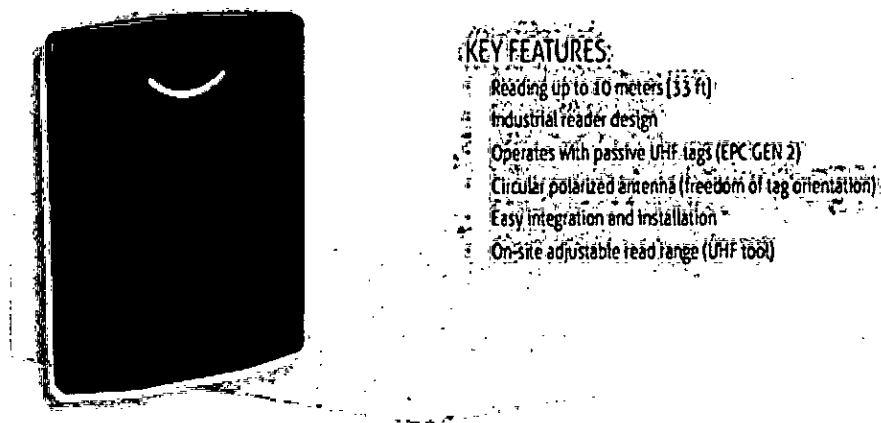 KEY FEATURES:
Reading up to 10 meters [33 ft]
Industrial reader design
Operates with passive UHF tags (EPC GEN 2)
Circular polarized antenna (freedom of tag orientation)
Easy integration and installation
On-site adjustable read range (UHF tool)